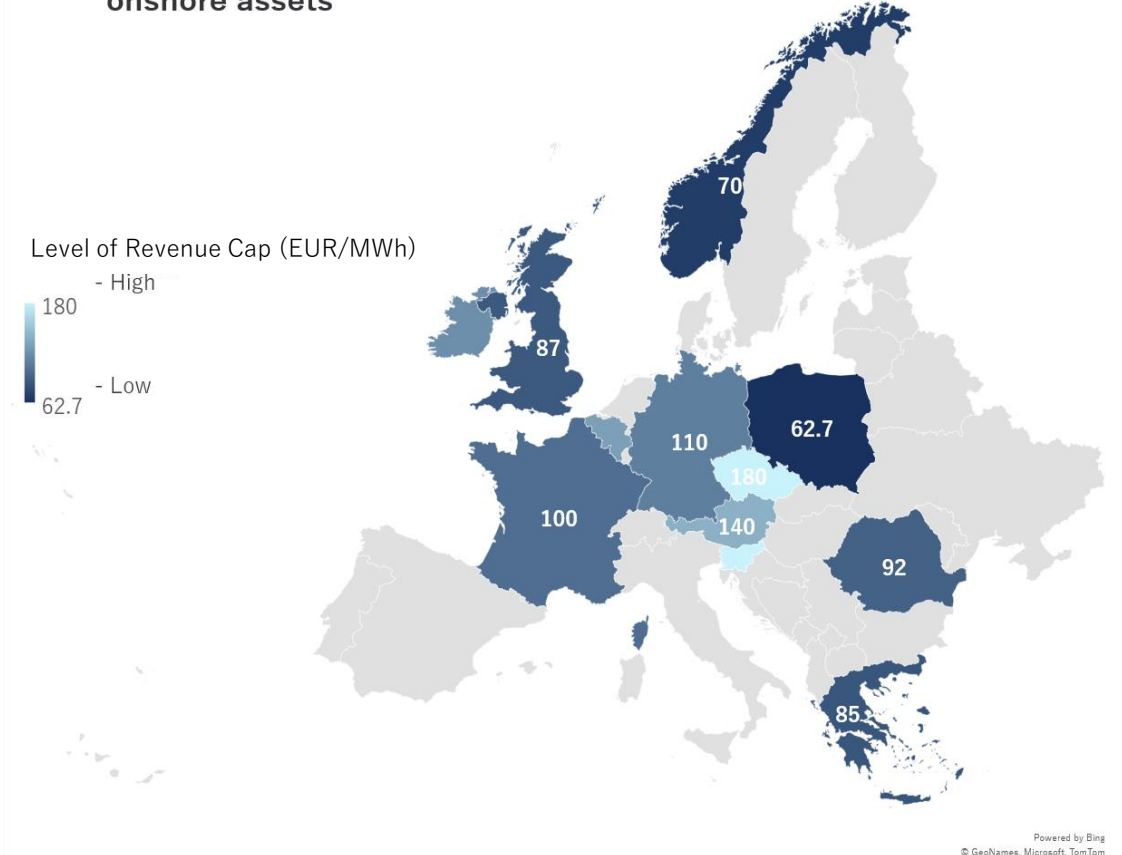 onshore assets
70
Level of Revenue Cap (EUR/MWh)
- High
180
87
- Low
62.7
110
62.7
180
100
140
92
85
Powered by Bing
© GeoNames, Microsoft, TomTom